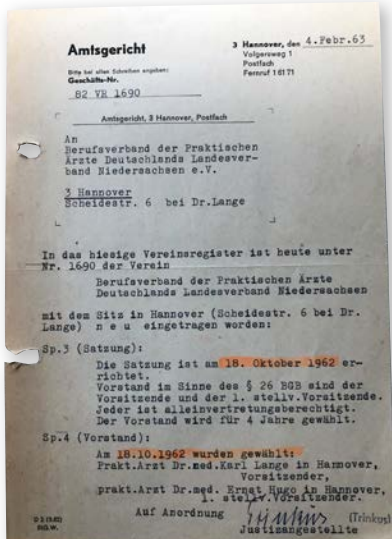 Amtsgericht
3 Hannover, den 4.Febr.63
Volgersweg 1
Postfach
Fernruf 1 61 71
Bitte bei allen Schreiben angeben:
Geschäfts-Nr.
82 VR 1690
Amtsgericht, 3 Hannover, Postfach
An
Berufsverband der Praktischen
Ärzte Deutschlands Landesver-
band Niedersachsen e.V.
3 Hannover
Scheidestr. 6 bei Dr.Lange
In das hiesige Vereinsregister ist heute unter
Nr. 1690 der Verein
Berufsverband der Praktischen Ärzte
Deutschlands Landesverband Niedersachsen
mit dem Sitz in Hannover (Scheidestr. 6 bei Dr.
Lange) n e u eingetragen worden:
Sp.3 (Satzung):
Die Satzung ist am 18. Oktober 1962 er-
richtet.
Vorstand im Sinne des § 26 BGB sind der
Vorsitzende und der 1. stellv.Vorsitzende.
Jeder ist alleinvertretungsberechtigt.
Der Vorstand wird für 4 Jahre gewählt.
Sp.4 (Vorstand):
Am 18.10.1962 wurden gewählt:
Prakt.Arzt Dr.med.Karl Lange in Hannover,
Vorsitzender,
prakt.Arzt Dr.med. Ernst Hugo in Hannover,
1. stellv.Vorsitzender.
Auf Anordnung
(Trinkus)
Justizangestellte